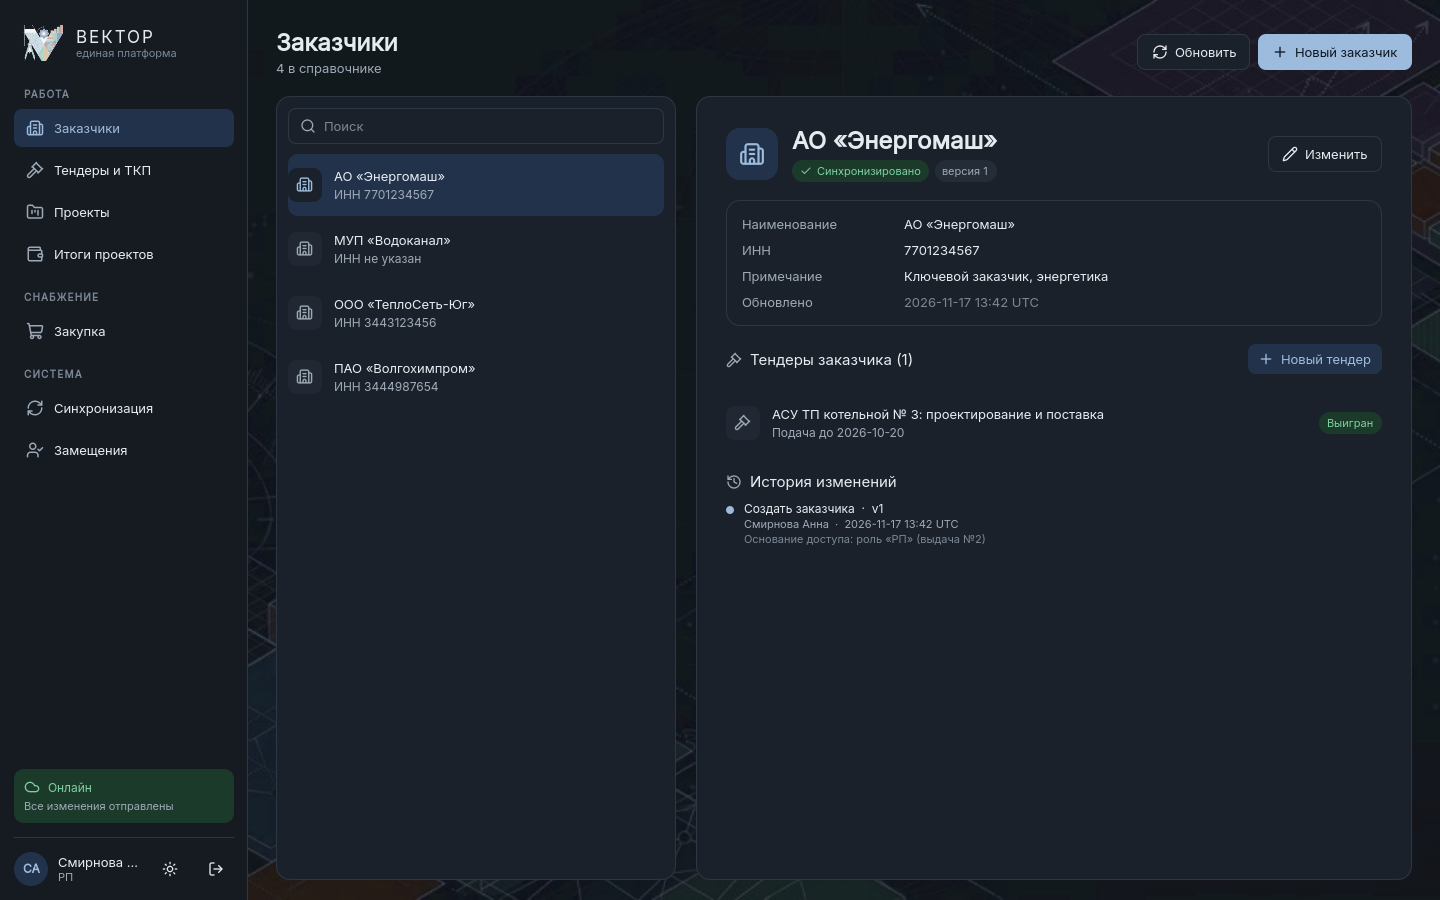 ВЕКТОР
единая платформа
РАБОТА
Заказчики
Тендеры и ТКП
Проекты
Итоги проектов
СНАБЖЕНИЕ
Закупка
СИСТЕМА
Синхронизация
Замещения
Онлайн
Все изменения отправлены
СА
Смирнова ...
РП
Заказчики
4 в справочнике
Обновить
Новый заказчик
Поиск
АО «Энергомаш»
ИНН 7701234567
МУП «Водоканал»
ИНН не указан
ООО «ТеплоСеть-Юг»
ИНН 3443123456
ПАО «Волгохимпром»
ИНН 3444987654
АО «Энергомаш»
Синхронизировано версия 1
Изменить
Наименование АО «Энергомаш»
ИНН 7701234567
Примечание Ключевой заказчик, энергетика
Обновлено 2026-11-17 13:42 UTC
Тендеры заказчика (1)
Новый тендер
АСУ ТП котельной № 3: проектирование и поставка
Подача до 2026-10-20
Выигран
История изменений
Создать заказчика · v1
Смирнова Анна · 2026-11-17 13:42 UTC
Основание доступа: роль «РП» (выдача №2)